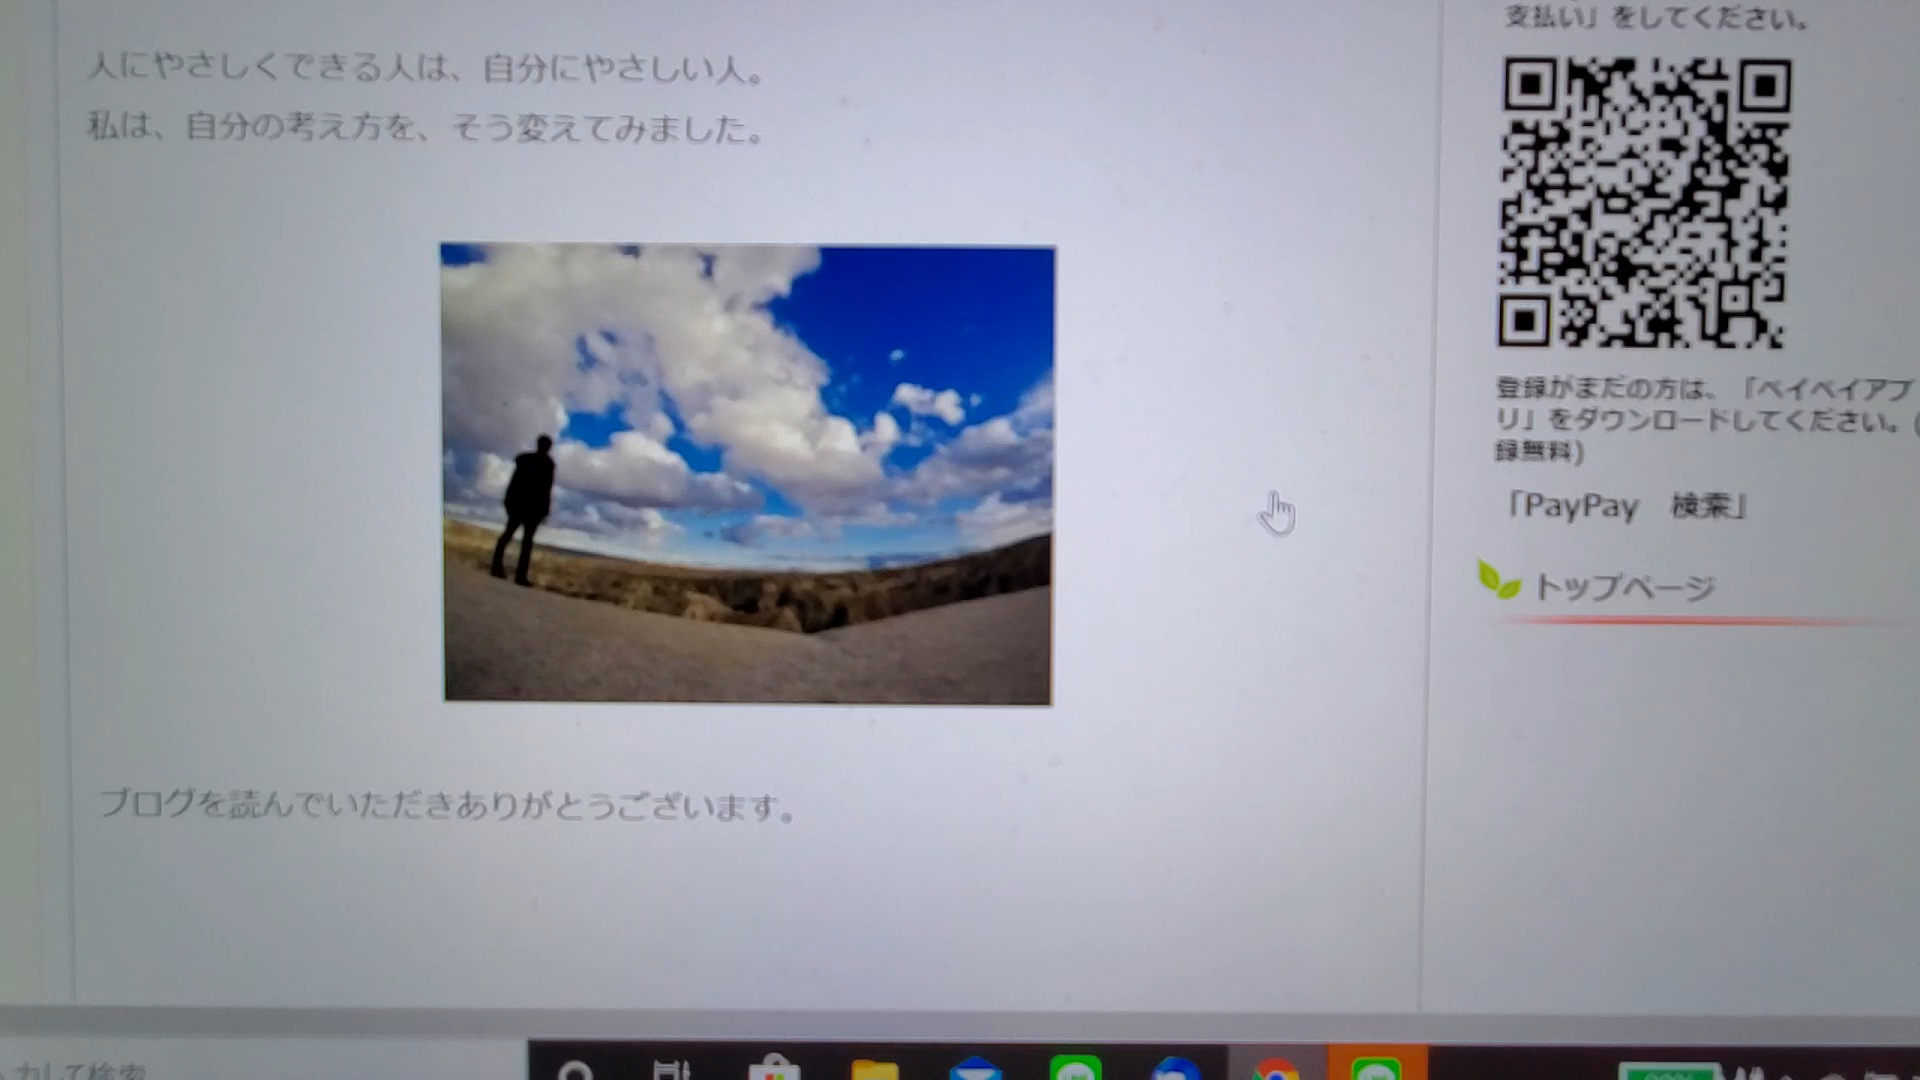 人にやさしくできる人は、自分にやさしい人。
私は、自分の考え方を、そう変えてみました。
ブログを読んでいただきありがとうございます。
支払い」をしてください。
登録がまだの方は、「ペイペイアプ
リ」をダウンロードしてください。(
録無料)
「PayPay 検索」
トップページ
力して検索